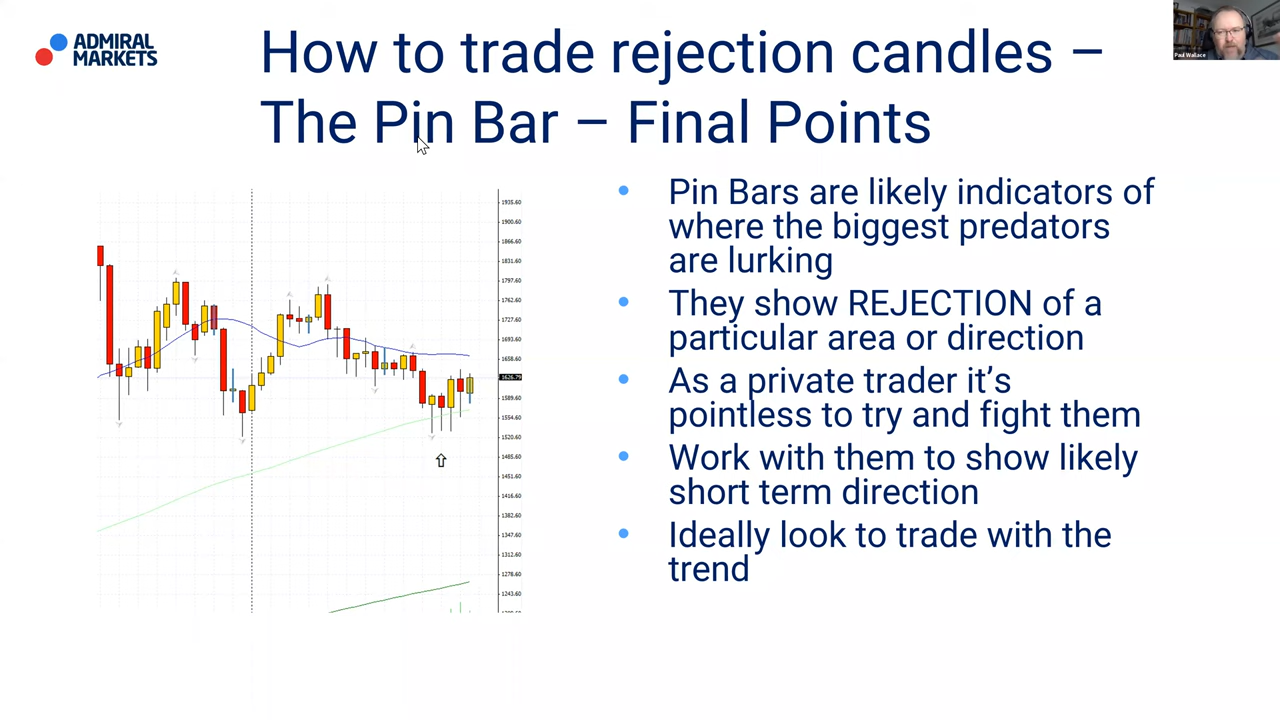 ADMIRAL
MARKETS
How to trade rejection candles –
The Pin Bar – Final Points
Paul Wallace
• Pin Bars are likely indicators of
where the biggest predators
are lurking
• They show REJECTION of a
particular area or direction
• As a private trader it’s
pointless to try and fight them
• Work with them to show likely
short term direction
• Ideally look to trade with the
trend
1935.60
1900.60
1866.60
1831.60
1797.60
1762.60
1727.60
1693.60
1658.60
1626.79
1589.60
1554.60
1520.60
1485.60
1451.60
1416.60
1382.60
1347.60
1312.60
1278.60
1243.60